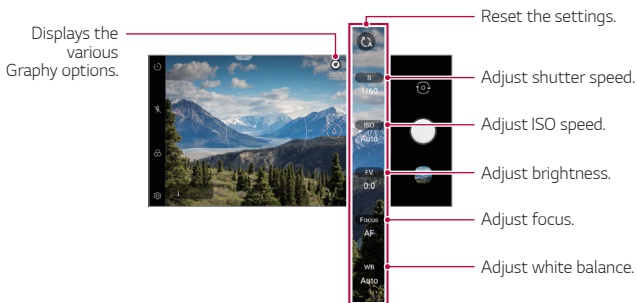 Displays the
various
Graphy options.
Reset the settings.
S
1/60
Adjust shutter speed.
ISO
Auto
Adjust ISO speed.
EV
0.0
Adjust brightness.
Focus
AF
Adjust focus.
WB
Auto
Adjust white balance.